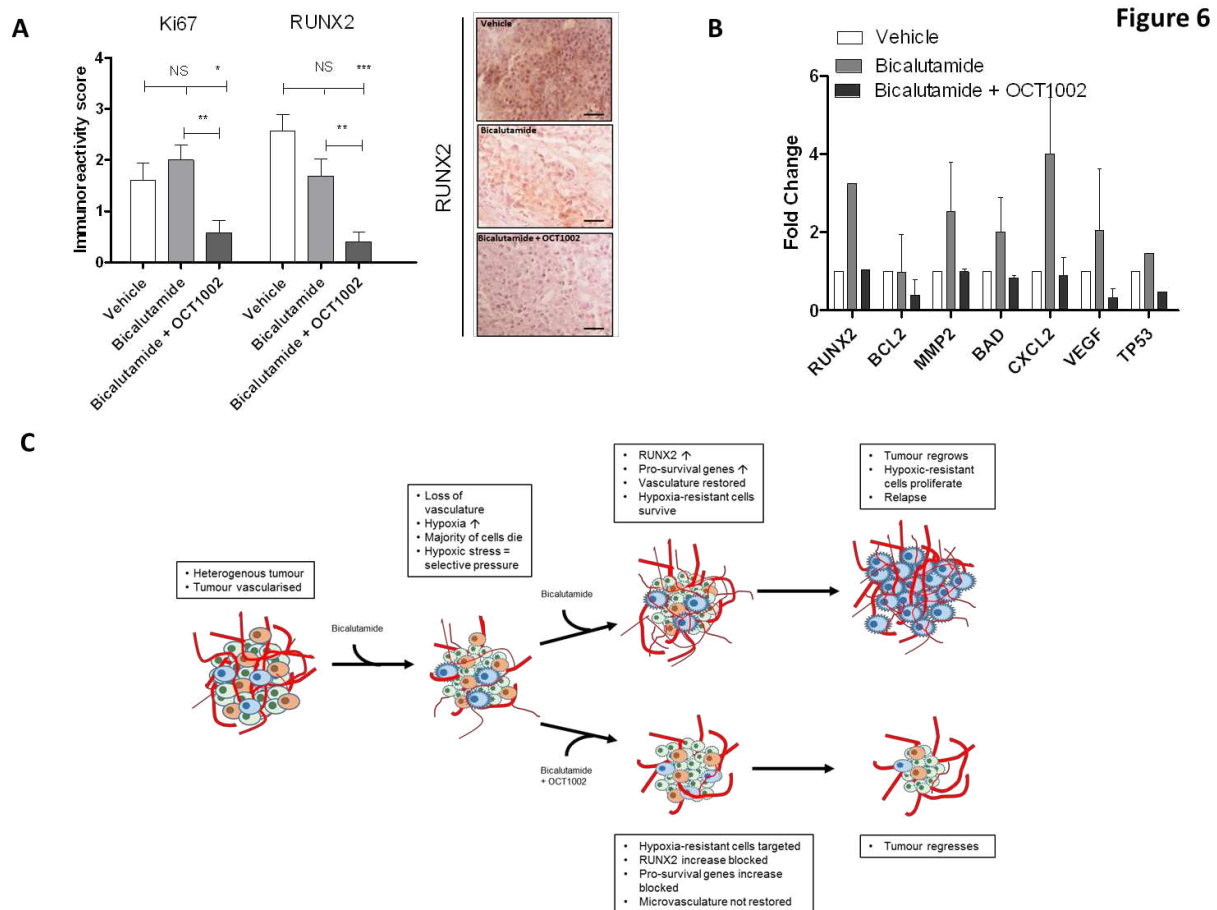 Figure 6
A
Ki67
RUNX2
Immunoreactivity score
4
3
2
1
0
NS
*
**
NS
***
**
Vehicle
Bicalutamide
Bicalutamide + OCT1002
Vehicle
Bicalutamide
Bicalutamide + OCT1002
RUNX2
Vehicle
Bicalutamide
Bicalutamide + OCT1002
B
Vehicle
Bicalutamide
Bicalutamide + OCT1002
Fold Change
6
4
2
0
RUNX2
BCL2
MMP2
BAD
CXCL2
VEGF
TP53
C
• Heterogenous tumour
• Tumour vascularised
Bicalutamide
• Loss of
vasculature
• Hypoxia ↑
• Majority of cells die
• Hypoxic stress =
selective pressure
Bicalutamide
• RUNX2 ↑
• Pro-survival genes ↑
• Vasculature restored
• Hypoxia-resistant cells
survive
• Tumour regrows
• Hypoxic-resistant
cells proliferate
• Relapse
Bicalutamide
+ OCT1002
• Hypoxia-resistant cells targeted
• RUNX2 increase blocked
• Pro-survival genes increase
blocked
• Microvasculature not restored
• Tumour regresses